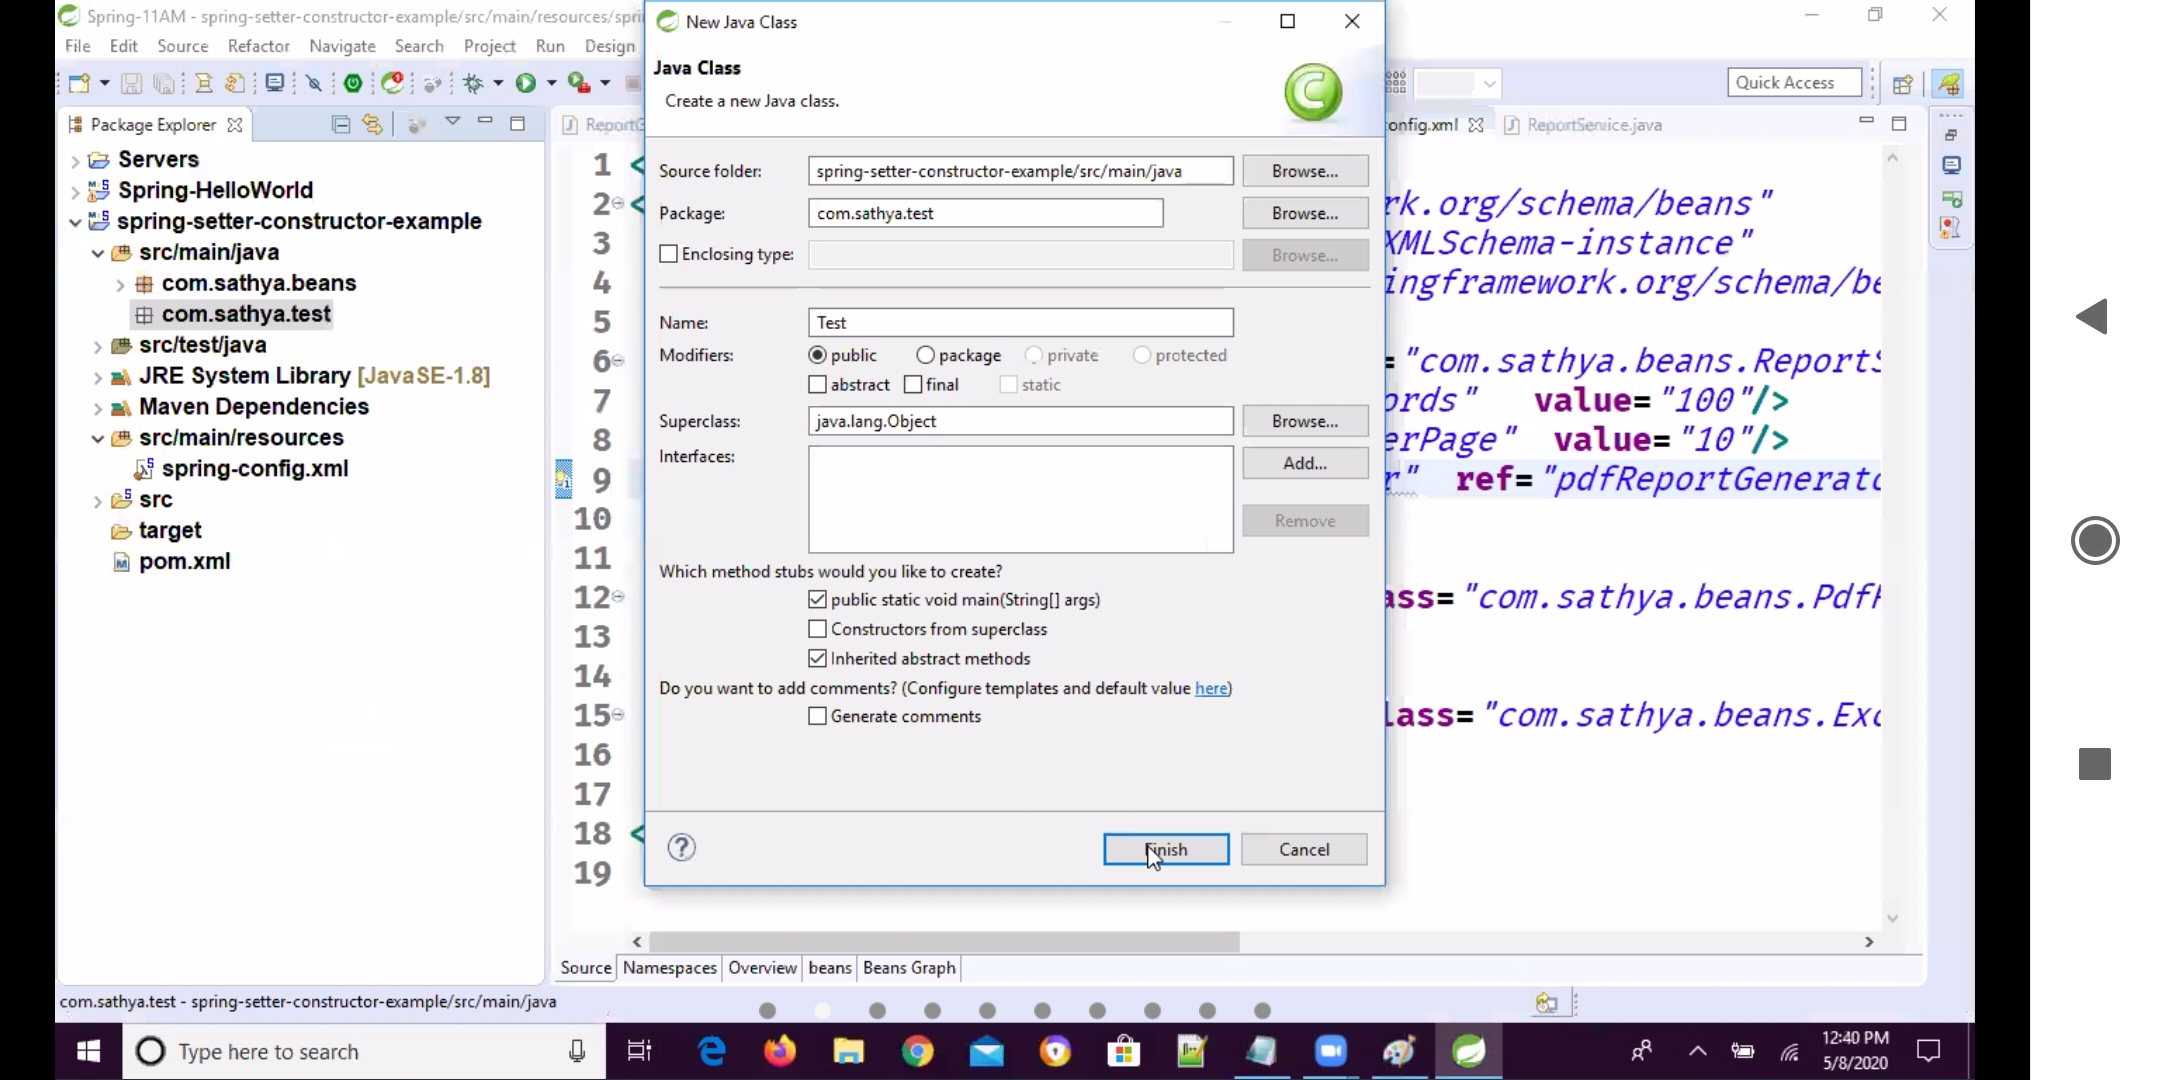 Spring-11AM - spring-setter-constructor-example/src/main/resources/spri
File Edit Source Refactor Navigate Search Project Run Design
Quick Access
Package Explorer
Servers
Spring-HelloWorld
spring-setter-constructor-example
src/main/java
com.sathya.beans
com.sathya.test
src/test/java
JRE System Library [JavaSE-1.8]
Maven Dependencies
src/main/resources
spring-config.xml
src
target
pom.xml
New Java Class
Java Class
Create a new Java class.
Source folder: spring-setter-constructor-example/src/main/java Browse...
Package: com.sathya.test Browse...
Enclosing type: Browse...
Name: Test
Modifiers: public package private protected
abstract final static
Superclass: java.lang.Object Browse...
Interfaces: Add...
Remove
Which method stubs would you like to create?
public static void main(String[] args)
Constructors from superclass
Inherited abstract methods
Do you want to add comments? (Configure templates and default value here)
Generate comments
Finish Cancel
ReportG
onfig.xml ReportService.java
1 <
2 < rk.org/schema/beans"
3 XMLSchema-instance"
4 ingframework.org/schema/be
5
6 ="com.sathya.beans.ReportS
7 ords" value="100"/>
8 erPage" value="10"/>
9 r" ref="pdfReportGenerato
10
11
12 ass="com.sathya.beans.Pdf
13
14
15 lass="com.sathya.beans.Exc
16
17
18 <
19
Source Namespaces Overview beans Beans Graph
com.sathya.test - spring-setter-constructor-example/src/main/java
Type here to search
12:40 PM
5/8/2020